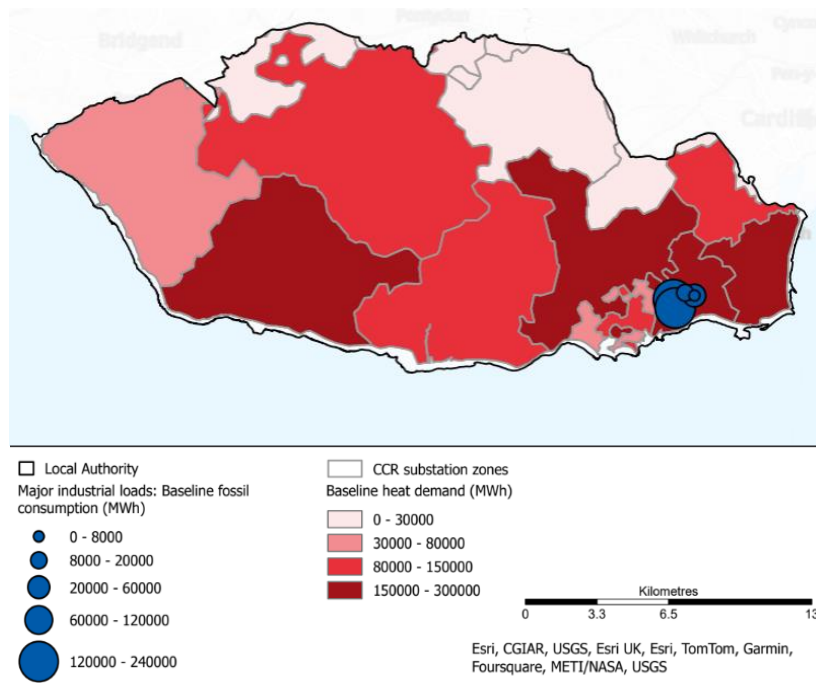 Pentyrch
Bridgend
Whitchurch
Cardiff
Local Authority
Major industrial loads: Baseline fossil
consumption (MWh)
0 - 8000
8000 - 20000
20000 - 60000
60000 - 120000
120000 - 240000
CCR substation zones
Baseline heat demand (MWh)
0 - 30000
30000 - 80000
80000 - 150000
150000 - 300000
Kilometres
0 3.3 6.5 13
Esri, CGIAR, USGS, Esri UK, Esri, TomTom, Garmin,
Foursquare, METI/NASA, USGS